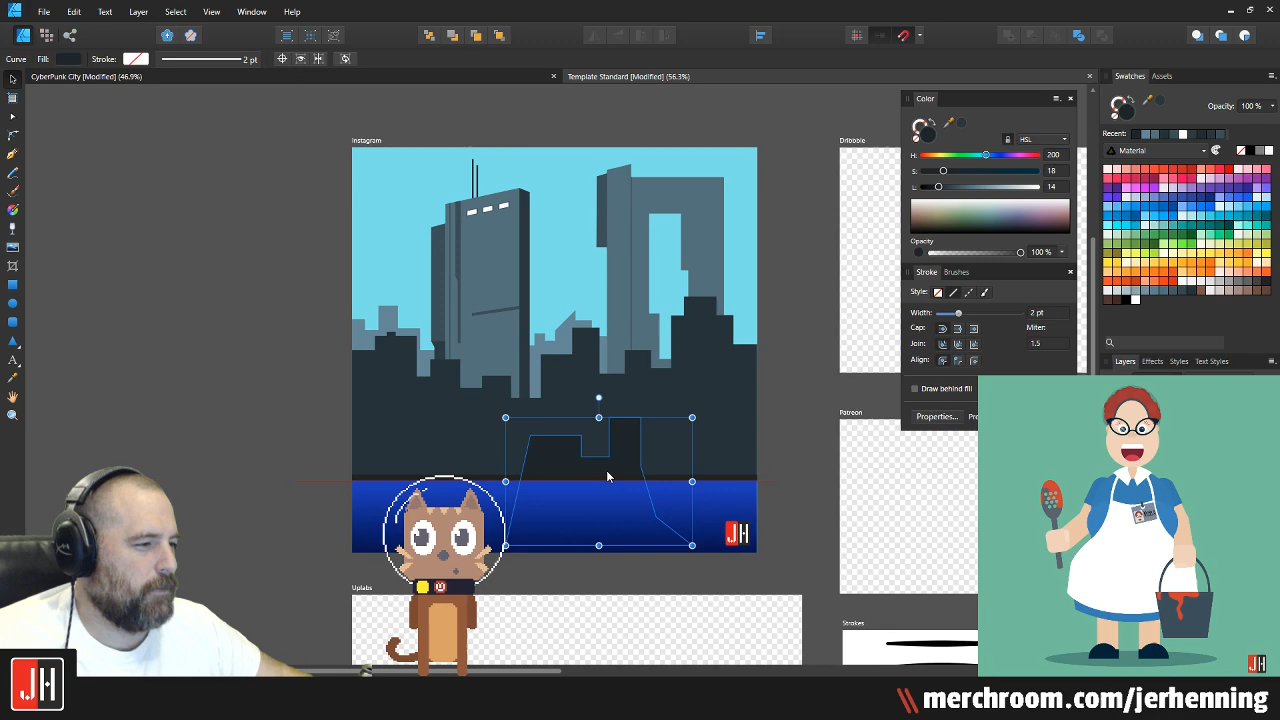 File Edit Text Layer Select View Window Help
Curve Fill: Stroke: 2 pt
CyberPunk City [Modified] (46.9%) Template Standard [Modified] (56.3%)
Swatches Assets
Color
Opacity: 100 %
HSL
Recent:
H: 200
Material
S: 18
L: 14
Opacity
100 %
Stroke Brushes
Style:
Width: 2 pt
Cap: Miter:
Join: 1.5
Align:
Layers Effects Styles Text Styles
Draw behind fill
Properties...
Instagram
Dribbble
Patreon
Uplabs
Strokes
JH
JH
JH
\\ merchroom.com/jerhenning